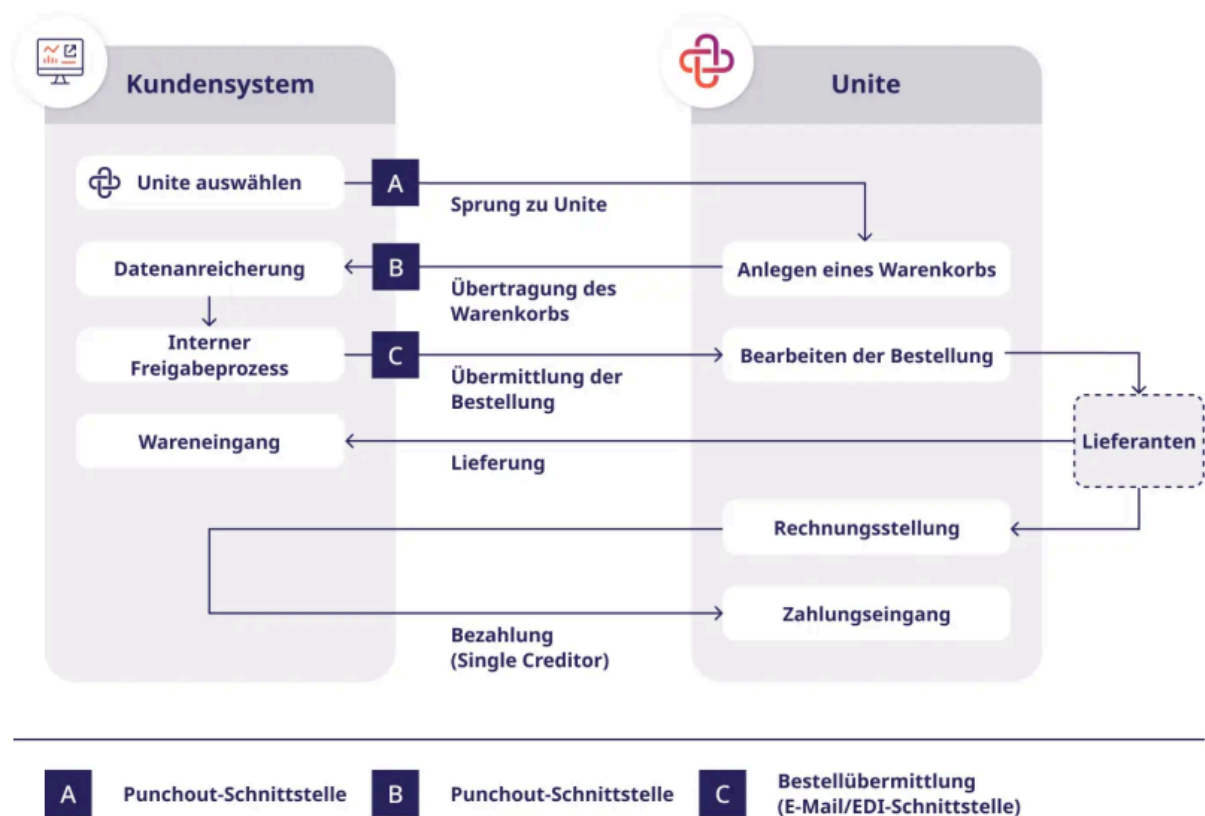 Kundensystem
Unite
Unite auswählen
A
Sprung zu Unite
Datenanreicherung
B
Anlegen eines Warenkorbs
Übertragung des
Warenkorbs
Interner
Freigabeprozess
C
Bearbeiten der Bestellung
Übermittlung der
Bestellung
Wareneingang
Lieferanten
Lieferung
Rechnungsstellung
Zahlungseingang
Bezahlung
(Single Creditor)
A
Punchout-Schnittstelle
B
Punchout-Schnittstelle
C
Bestellübermittlung
(E-Mail/EDI-Schnittstelle)